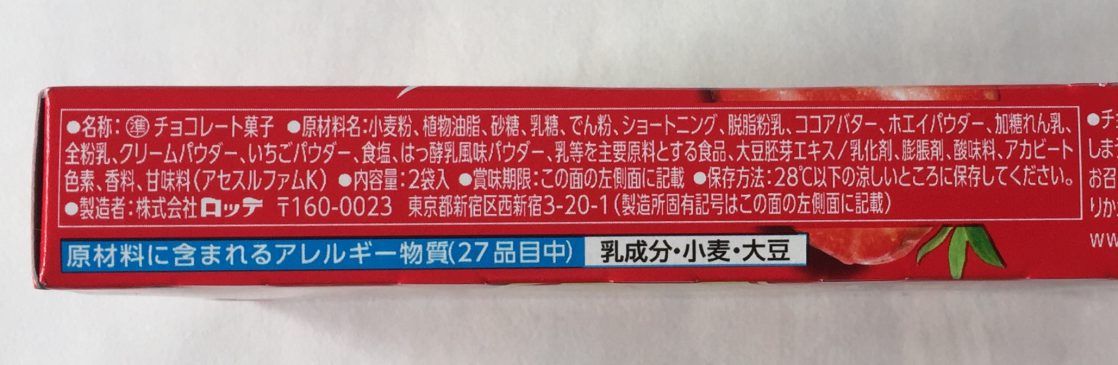 ●名称：㊢チョコレート菓子 ●原材料名：小麦粉、植物油脂、砂糖、乳糖、でん粉、ショートニング、脱脂粉乳、ココアバター、ホエイパウダー、加糖れん乳、
全粉乳、クリームパウダー、いちごパウダー、食塩、はっ酵乳風味パウダー、乳等を主要原料とする食品、大豆胚芽エキス／乳化剤、膨脹剤、酸味料、アカビート
色素、香料、甘味料（アセスルファムK） ●内容量：2袋入 ●賞味期限：この面の左側面に記載 ●保存方法：28℃以下の涼しいところに保存してください。
●製造者：株式会社ロッテ 〒160-0023 東京都新宿区西新宿3-20-1（製造所固有記号はこの面の左側面に記載）
原材料に含まれるアレルギー物質（27品目中） 乳成分・小麦・大豆